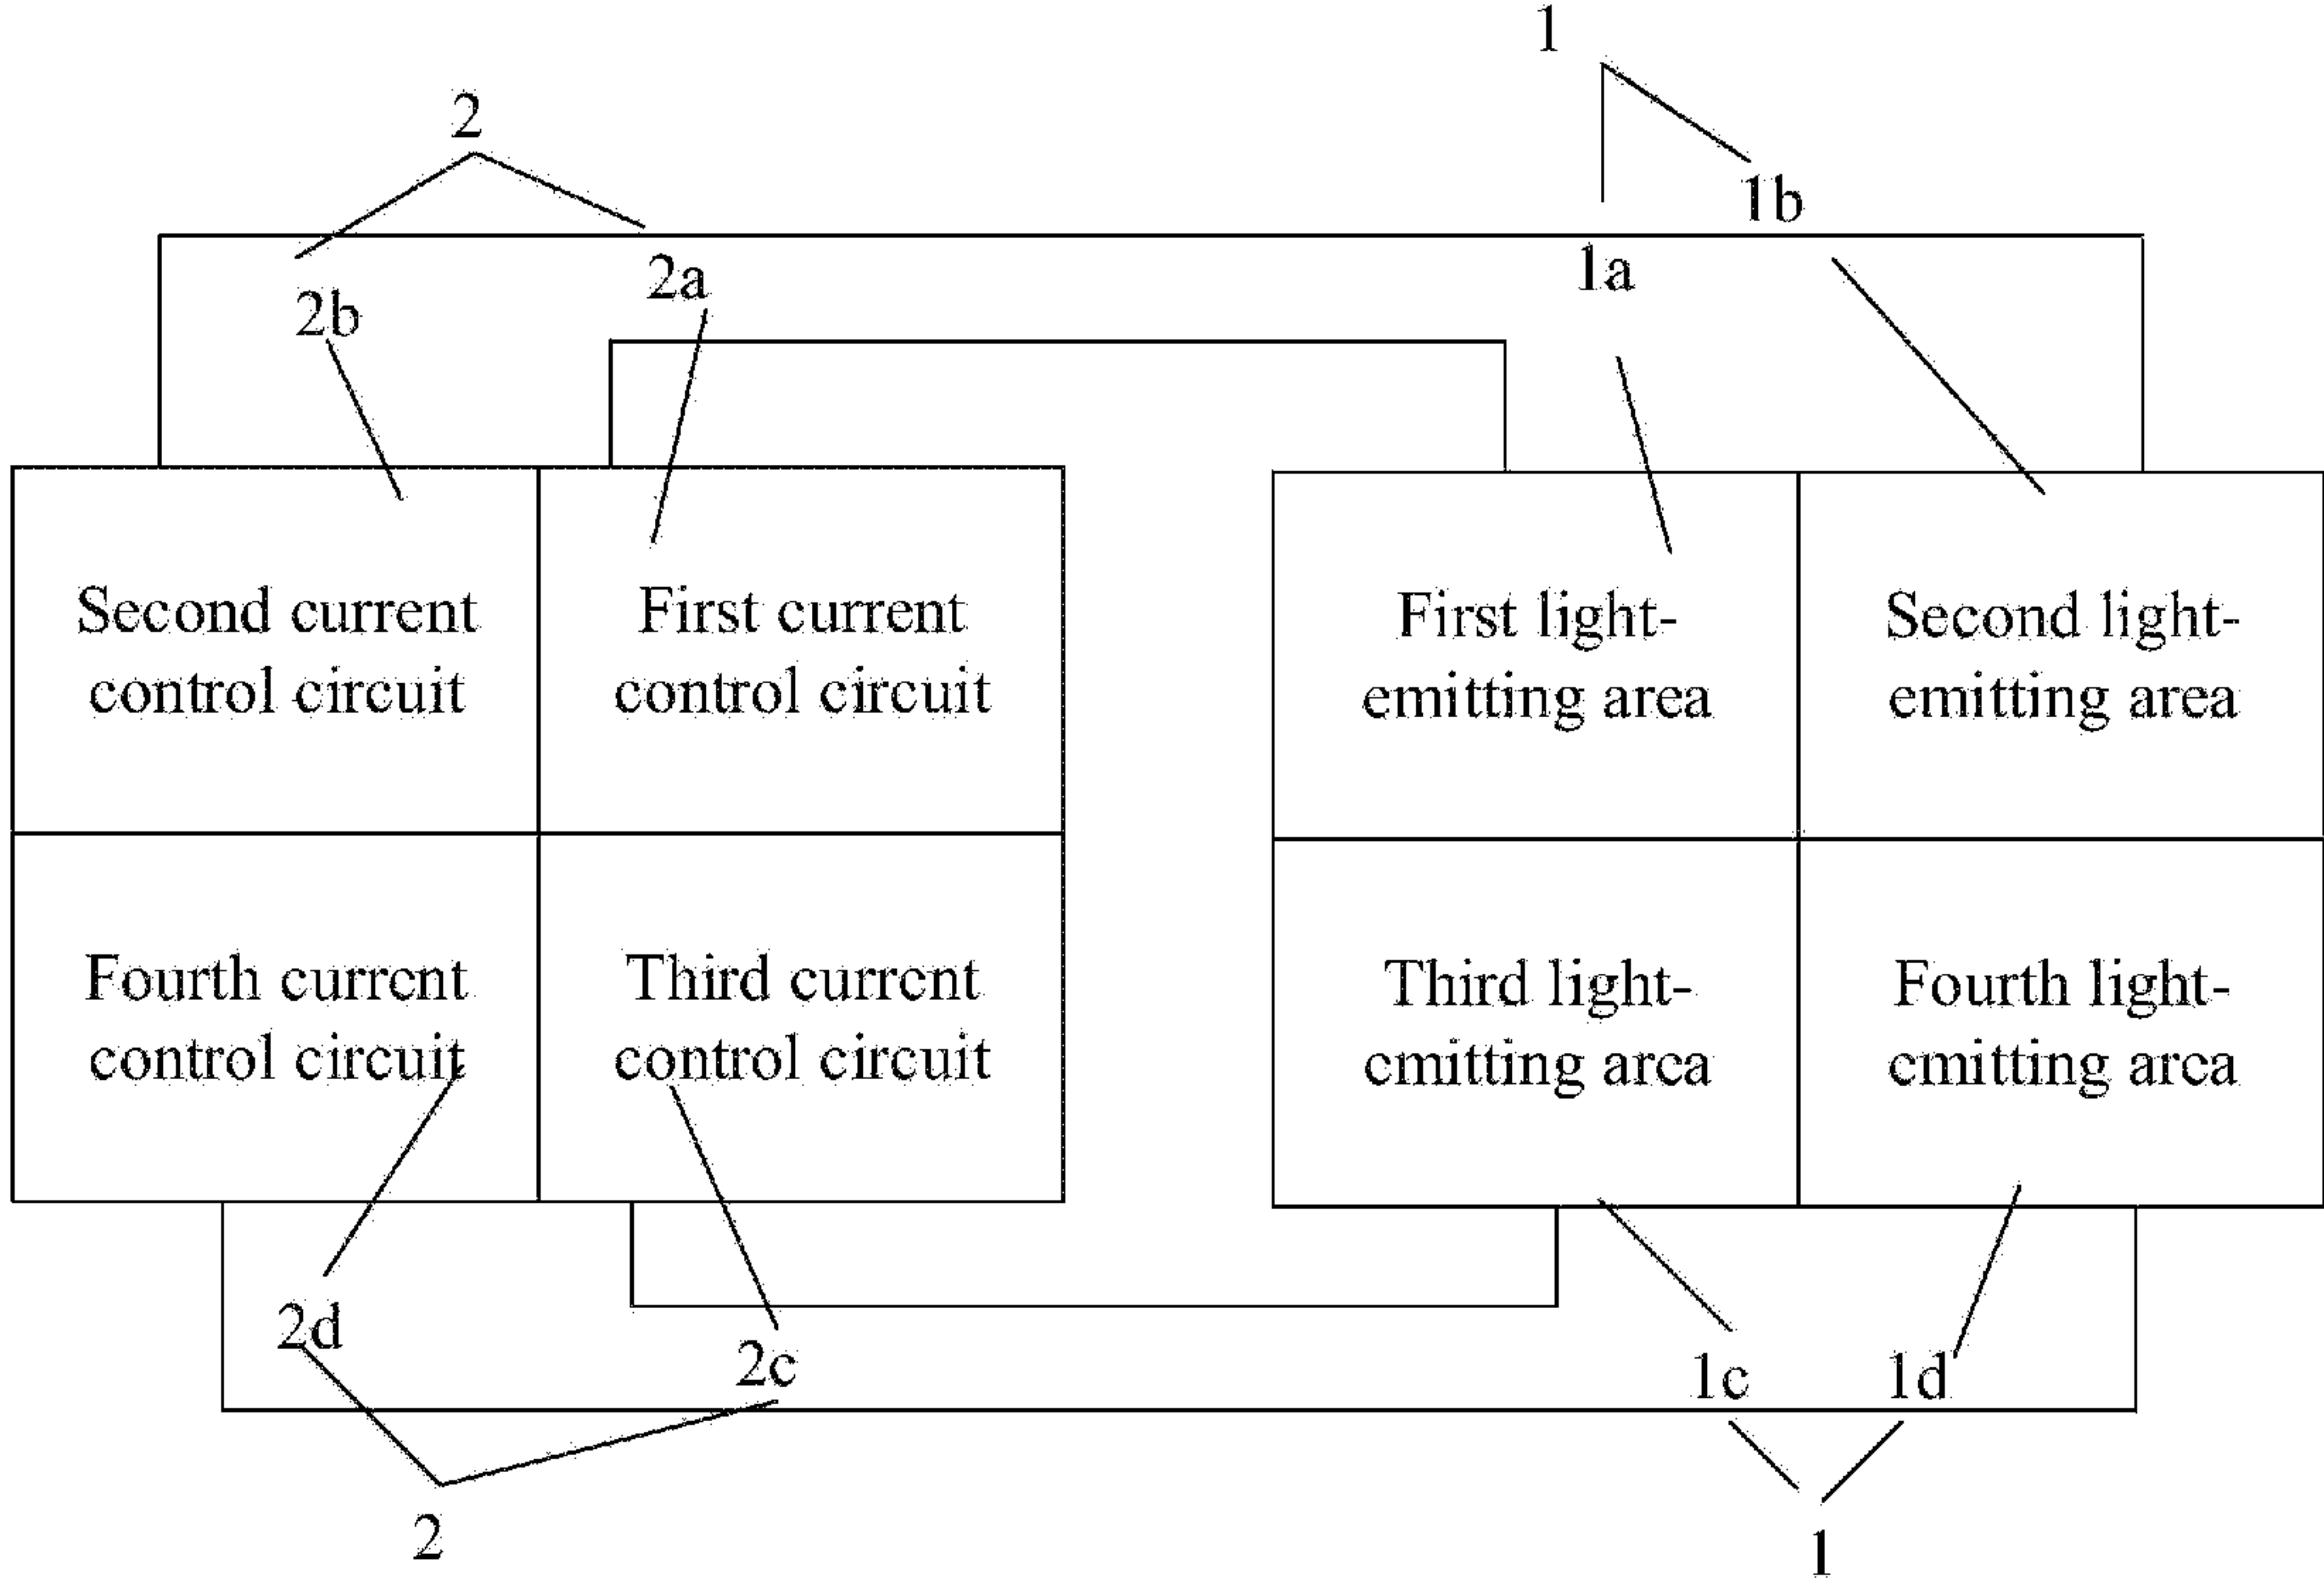 1
2
1b
2a
1a
2b
Second current
control circuit
First current
control circuit
First light-
emitting area
Second light-
emitting area
Fourth current
control circuit
Third current
control circuit
Third light-
emitting area
Fourth light-
emitting area
2d
2c
1c
1d
2
1